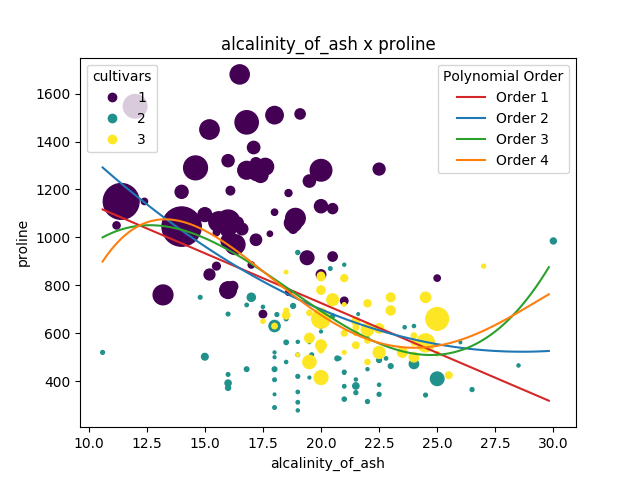 alcalinity_of_ash x proline
cultivars
1
2
3
Polynomial Order
Order 1
Order 2
Order 3
Order 4
proline
1600
1400
1200
1000
800
600
400
10.0 12.5 15.0 17.5 20.0 22.5 25.0 27.5 30.0
alcalinity_of_ash